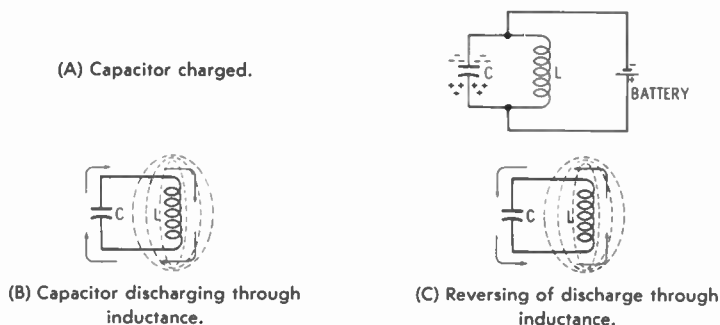 (A) Capacitor charged.
C
L
BATTERY
C
L
C
L
(B) Capacitor discharging through
inductance.
(C) Reversing of discharge through
inductance.